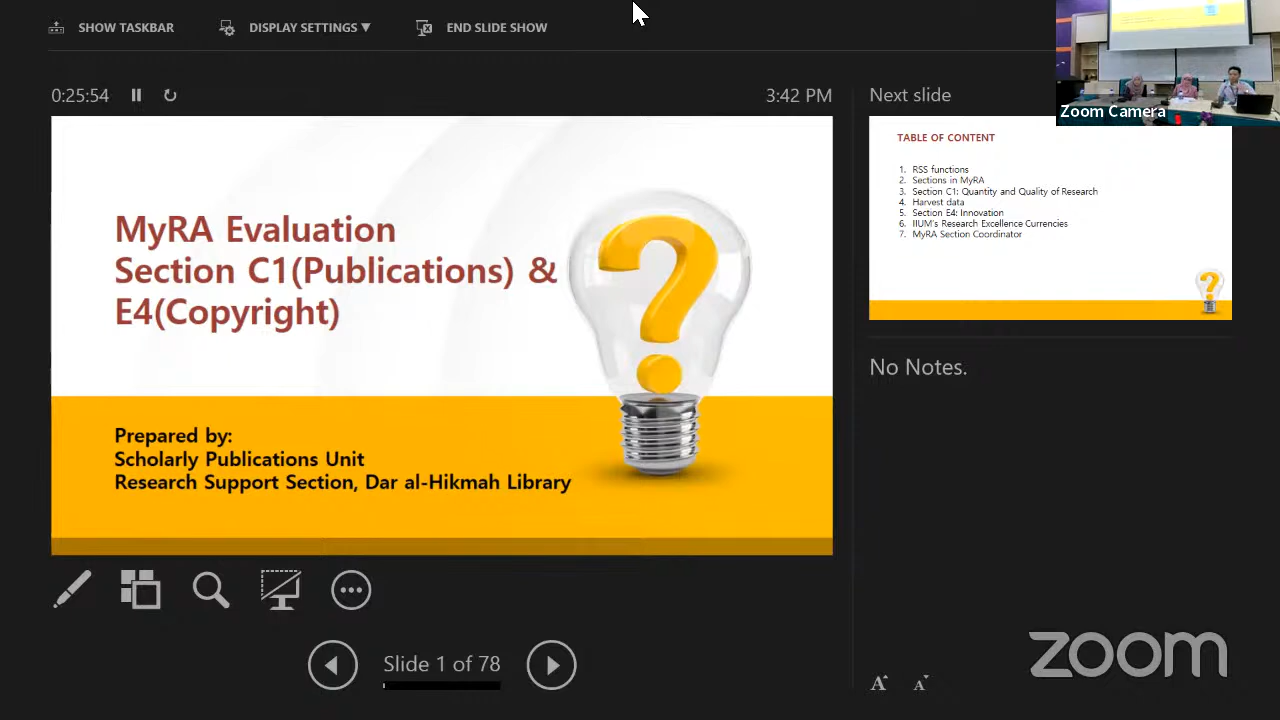 SHOW TASKBAR
DISPLAY SETTINGS ▼
END SLIDE SHOW
0:25:54
3:42 PM
MyRA Evaluation
Section C1(Publications) &
E4(Copyright)
Prepared by:
Scholarly Publications Unit
Research Support Section, Dar al-Hikmah Library
Slide 1 of 78
Next slide
Zoom Camera
TABLE OF CONTENT
1. RSS functions
2. Sections in MyRA
3. Section C1: Quantity and Quality of Research
4. Harvest data
5. Section E4: Innovation
6. IIUM's Research Excellence Currencies
7. MyRA Section Coordinator
No Notes.
A A
zoom